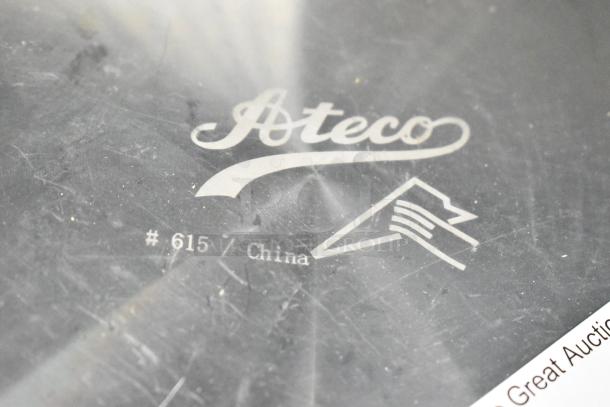 Ateco
# 615 / China
Great Auctio